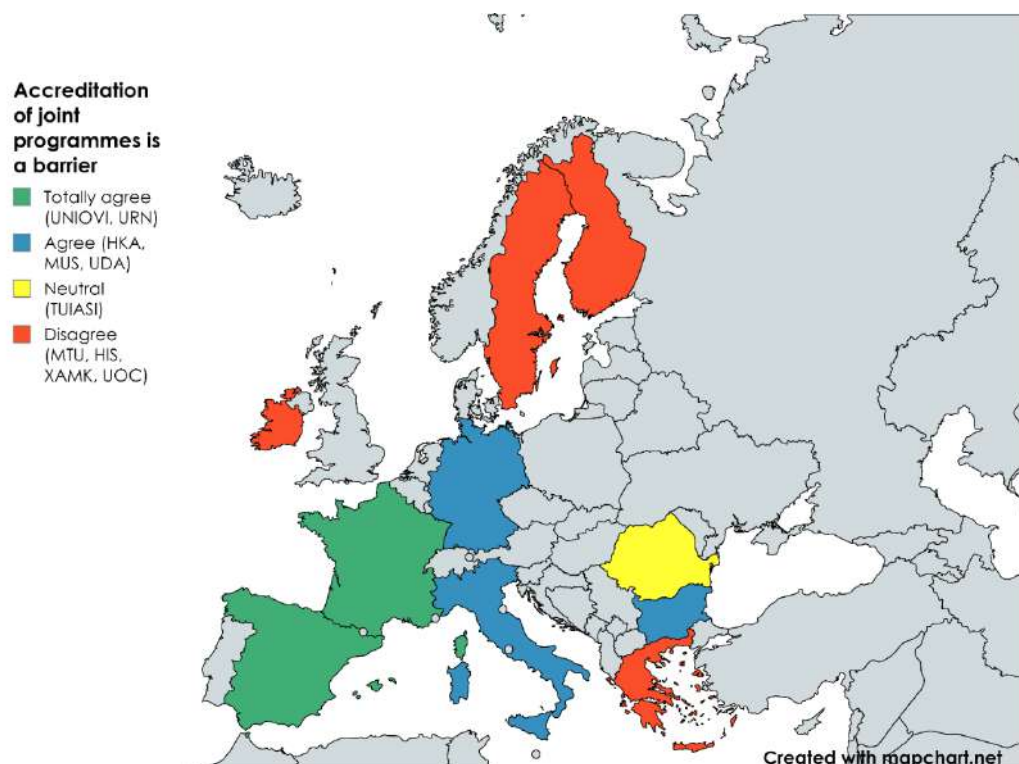 Accreditation
of joint
programmes is
a barrier
Totally agree
(UNIOVI, URN)
Agree (HKA,
MUS, UDA)
Neutral
(TUIASI)
Disagree
(MTU, HIS,
XAMK, UOC)
Created with mapchart.net